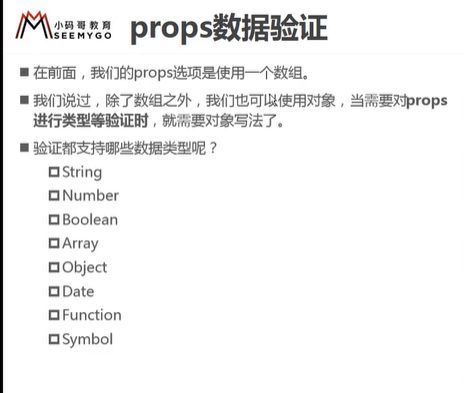 小码哥教育
SEEMYGO
props数据验证
在前面，我们的props选项是使用一个数组。
我们说过，除了数组之外，我们也可以使用对象，当需要对props
进行类型等验证时，就需要对象写法了。
验证都支持哪些数据类型呢？
String
Number
Boolean
Array
Object
Date
Function
Symbol